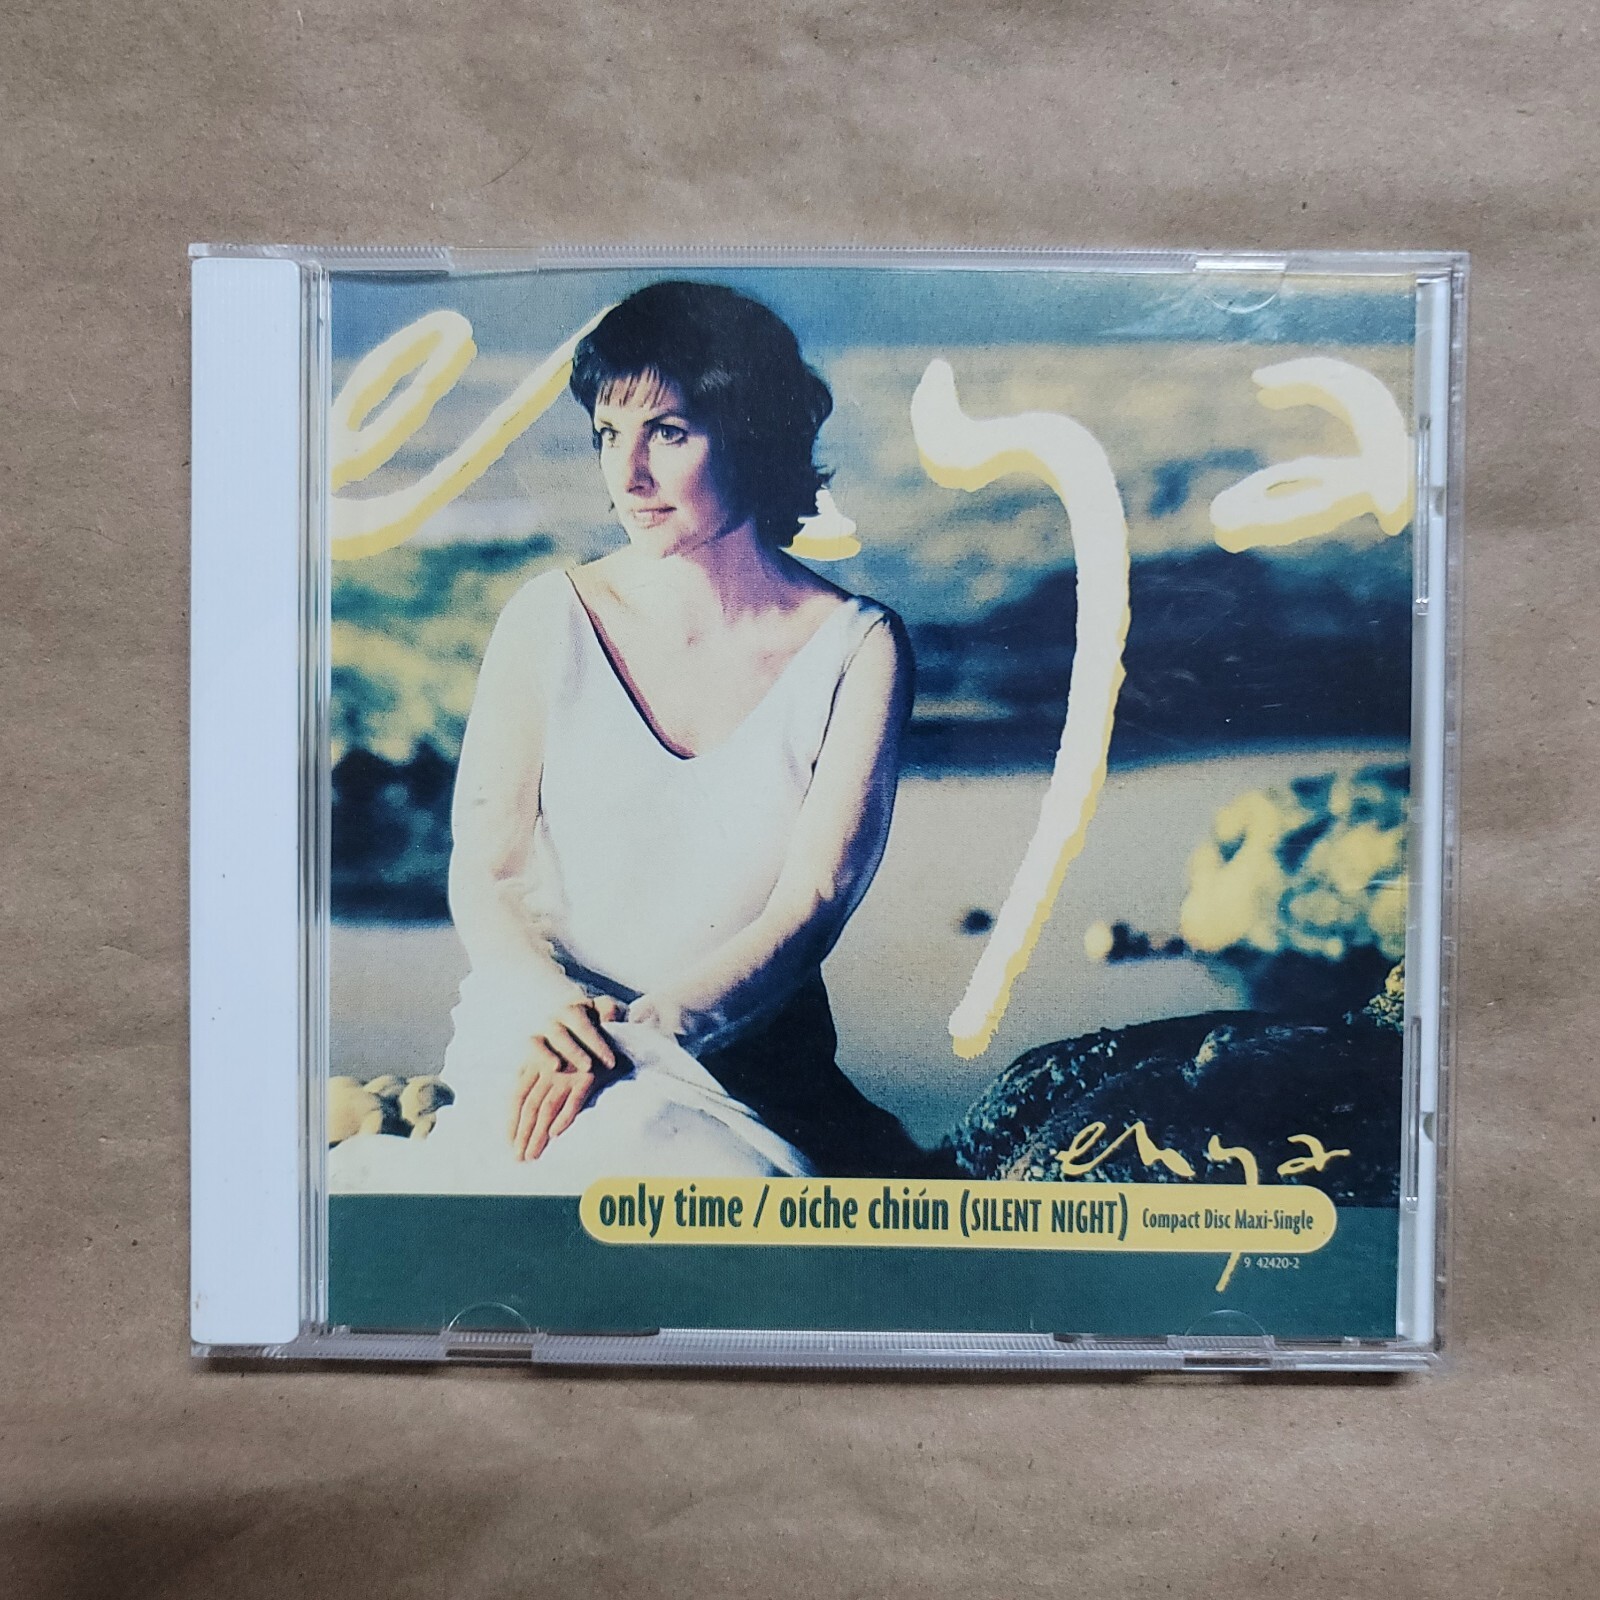 enya
enya
only time / oíche chiún (SILENT NIGHT) Compact Disc Maxi-Single
9 42420-2